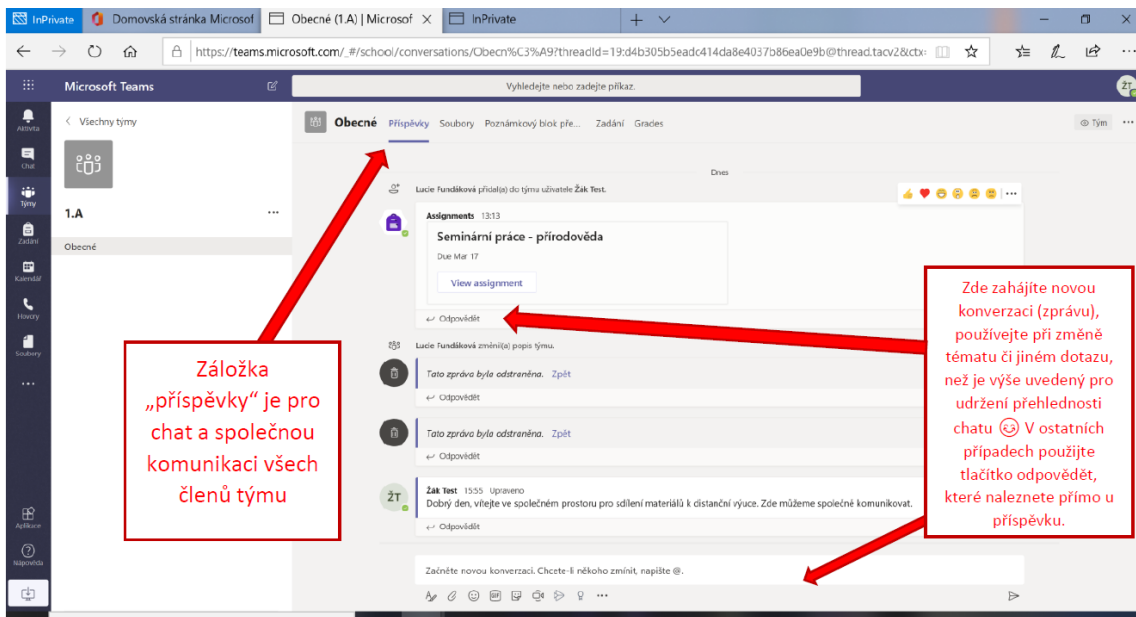 InPrivate
Domovská stránka Microsof
Obecné (1.A) | Microsof
InPrivate
https://teams.microsoft.com/_#/school/conversations/Obecn%C3%A9?threadId=19:d4b305b5eadc414da8e4037b86ea0e9b@thread.tacv2&ctx=
Microsoft Teams
Vyhledejte nebo zadejte příkaz.
ŽT
Aktivita
Chat
Týmy
Zadání
Kalendář
Hovory
Soubory
Aplikace
Nápověda
Všechny týmy
1.A
Obecné
Obecné Příspěvky Soubory Poznámkový blok pře... Zadání Grades
Tým
Dnes
Lucie Fundáková přidal(a) do týmu uživatele Žák Test.
Assignments 13:13
Seminární práce - přírodověda
Due Mar 17
View assignment
Odpovědět
Lucie Fundáková změnil(a) popis týmu.
Tato zpráva byla odstraněna. Zpět
Odpovědět
Tato zpráva byla odstraněna. Zpět
Odpovědět
ŽT
Žák Test 15:55 Upraveno
Dobrý den, vítejte ve společném prostoru pro sdílení materiálů k distanční výuce. Zde můžeme společně komunikovat.
Odpovědět
Začněte novou konverzaci. Chcete-li někoho zmínit, napište @.
GIF
Záložka
„příspěvky“ je pro
chat a společnou
komunikaci všech
členů týmu
Zde zahájíte novou
konverzaci (zprávu),
používejte při změně
tématu či jiném dotazu,
než je výše uvedený pro
udržení přehlednosti
chatu 😊 V ostatních
případech použijte
tlačítko odpovědět,
které naleznete přímo u
příspěvku.